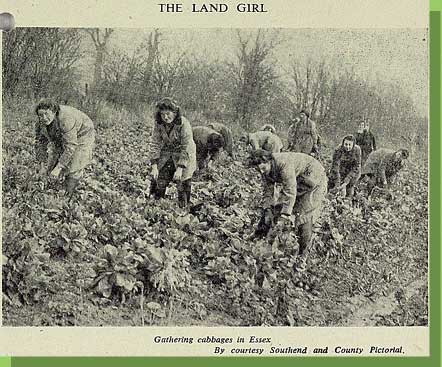 THE LAND GIRL
Gathering cabbages in Essex
By courtesy Southend and County Pictorial.